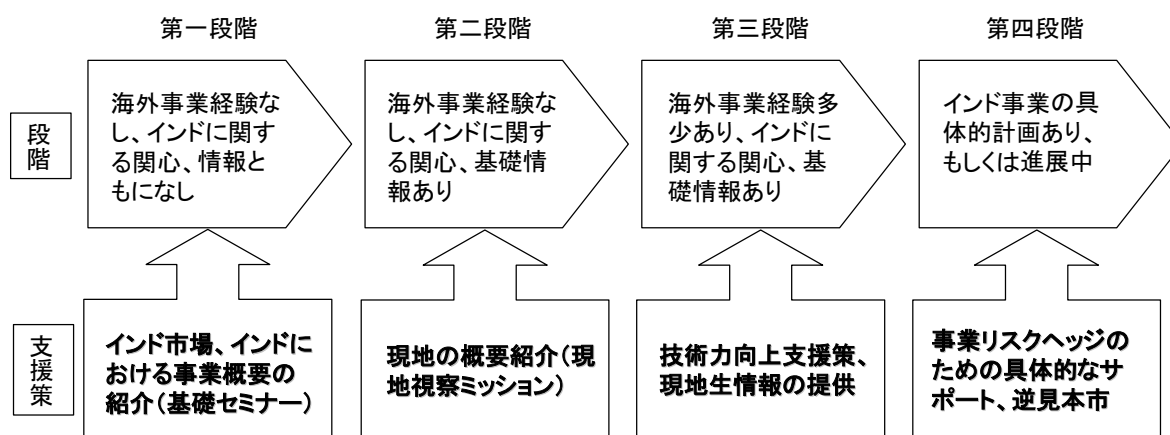 第一段階
第二段階
第三段階
第四段階
段階
海外事業経験な
し、インドに関す
る関心、情報と
もになし
海外事業経験な
し、インドに関す
る関心、基礎情
報あり
海外事業経験多
少あり、インドに
関する関心、基
礎情報あり
インド事業の具
体的計画あり、
もしくは進展中
支援策
インド市場、インドに
おける事業概要の
紹介(基礎セミナー)
現地の概要紹介(現
地視察ミッション)
技術力向上支援策、
現地生情報の提供
事業リスクヘッジの
ための具体的なサ
ポート、逆見本市